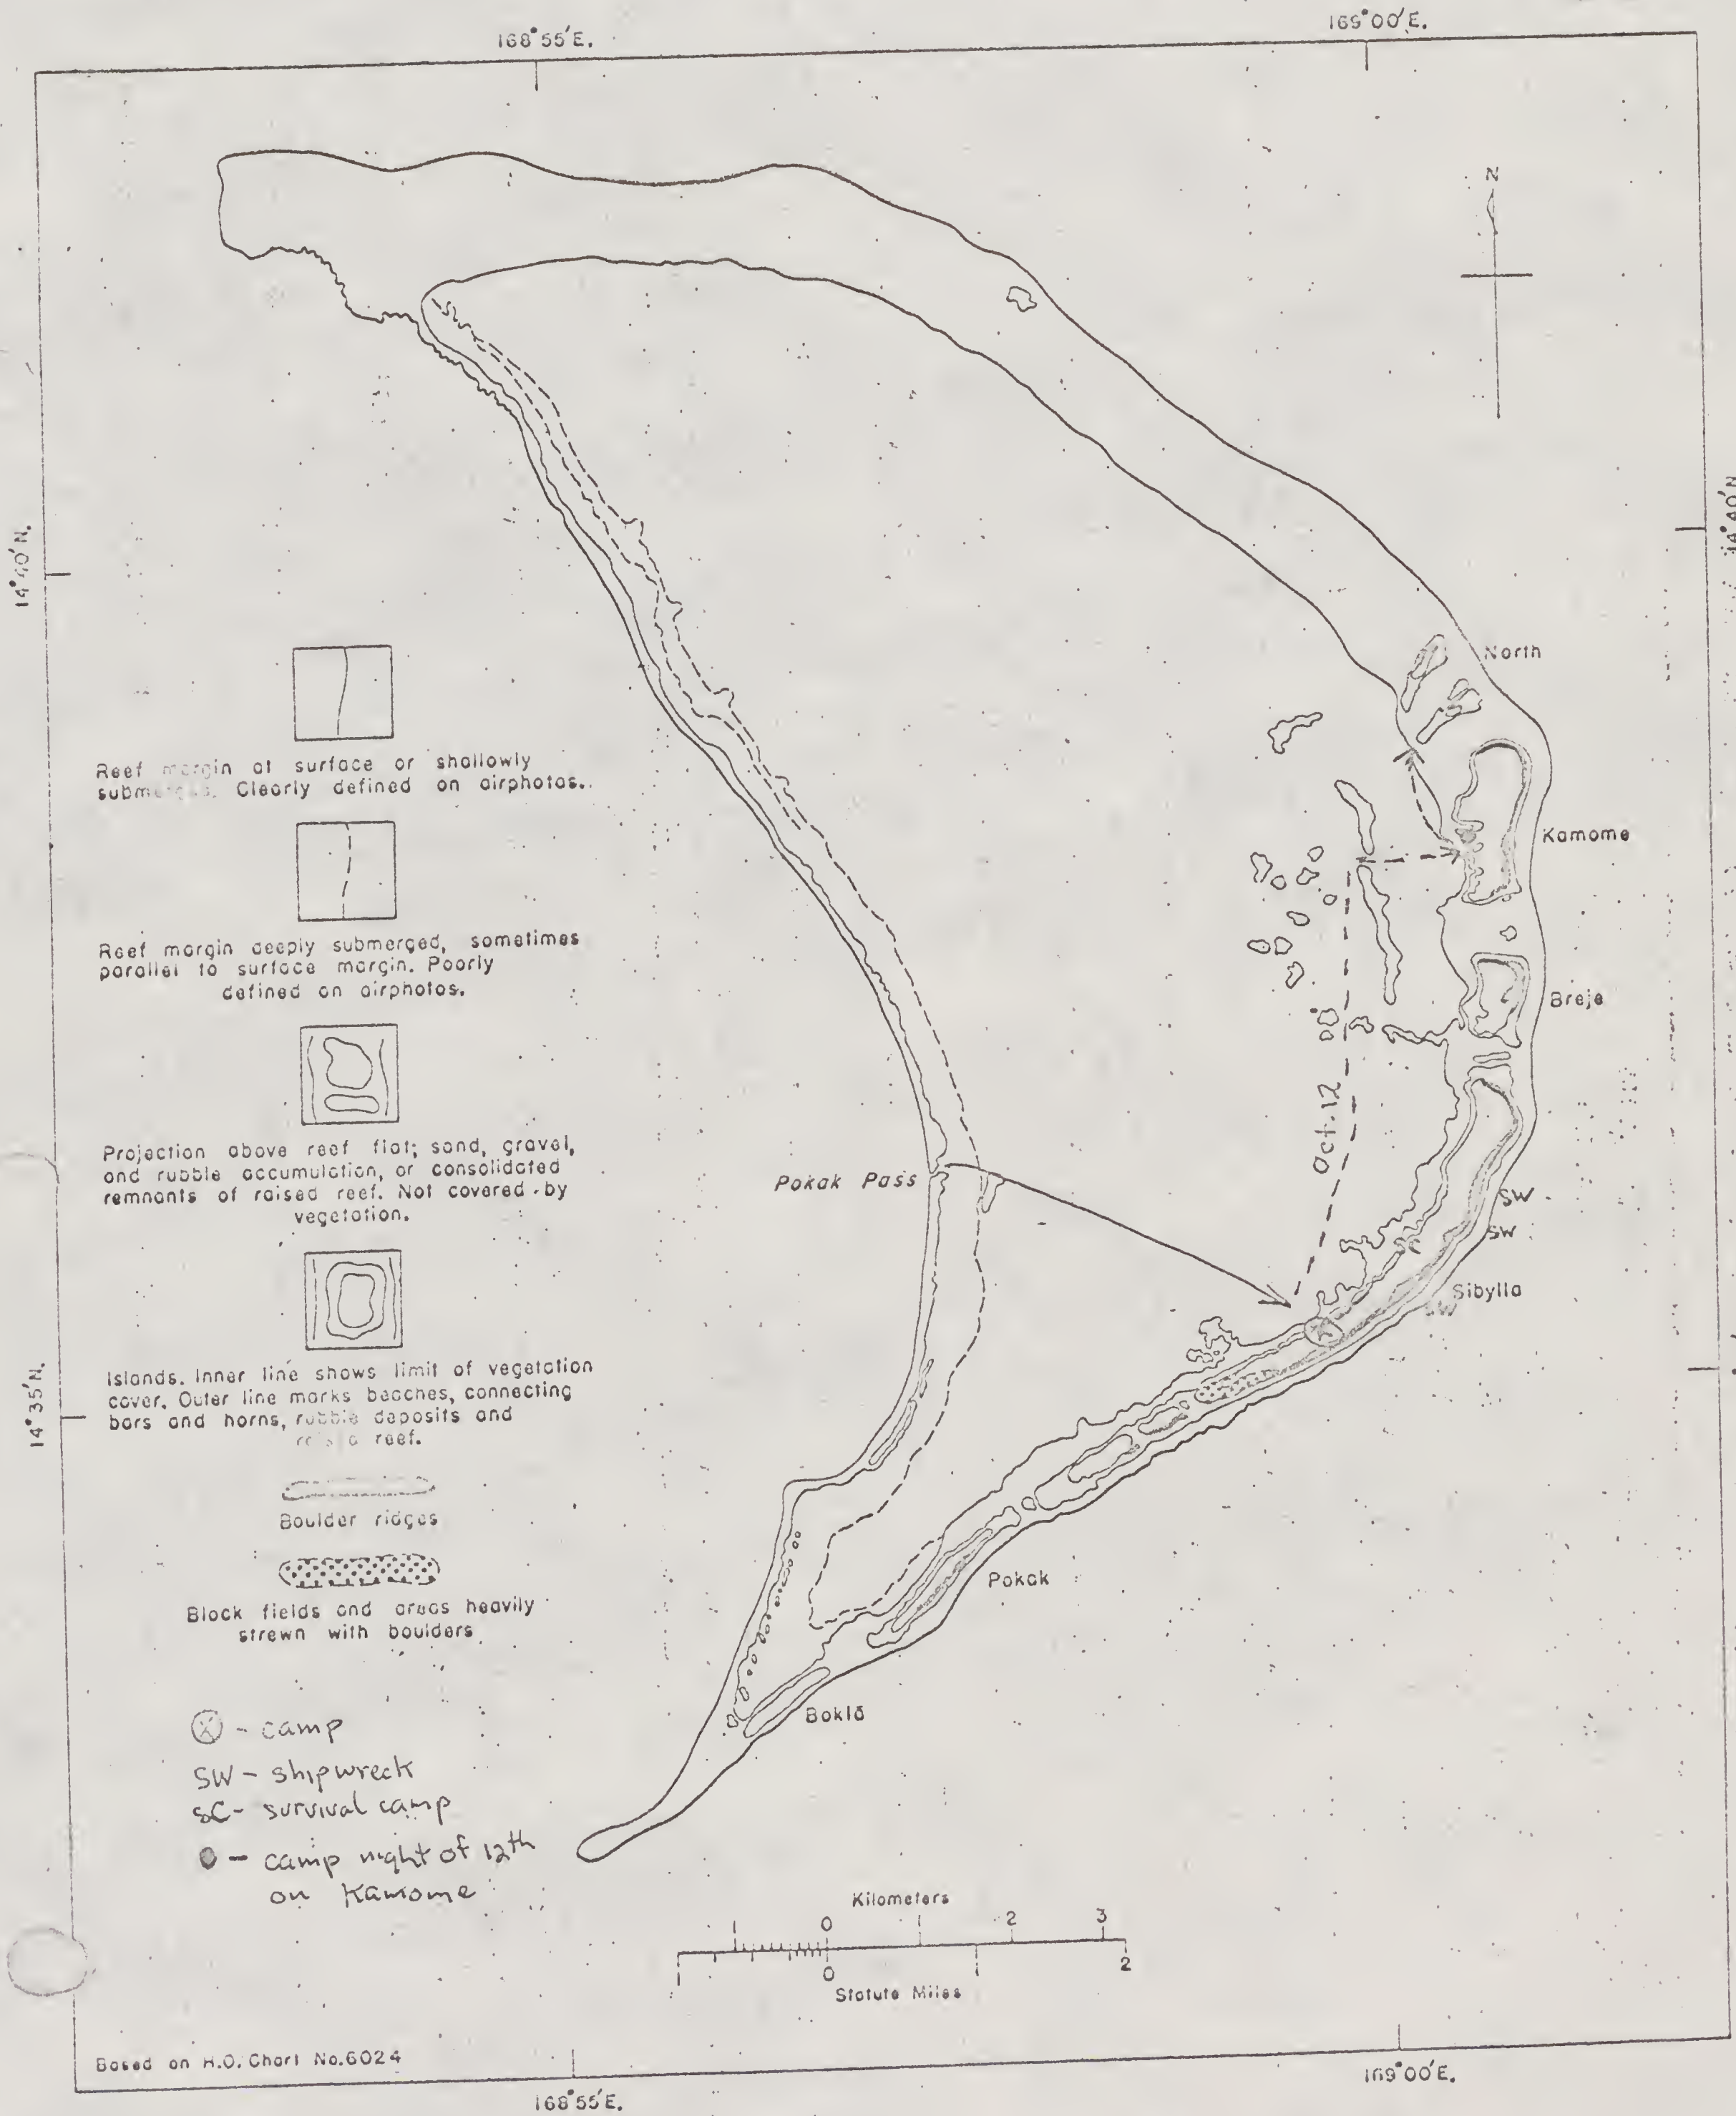 168°55'E.
169°00'E.
N
14°40'N.
14°40'N
North
Reef margin at surface or shallowly
submerged. Clearly defined on airphotos.
Kamome
Reef margin deeply submerged, sometimes
parallel to surface margin. Poorly
defined on airphotos.
Breje
Oct. 12
Projection above reef flat; sand, gravel,
and rubble accumulation, or consolidated
remnants of raised reef. Not covered by
vegetation.
Pokak Pass
SW
SW
SC
Sibylla
SW
X
14°35'N.
Islands. Inner line shows limit of vegetation
cover. Outer line marks beaches, connecting
bars and horns, rubble deposits and
raised reef.
Boulder ridges
Pokak
Block fields and areas heavily
strewn with boulders
Boklā
X - camp
SW - shipwreck
SC - survival camp
- camp night of 12th
on Kamome
Kilometers
1 0 1 2 3
0 2
Statute Miles
Based on H.O. Chart No. 6024
168°55'E.
169°00'E.